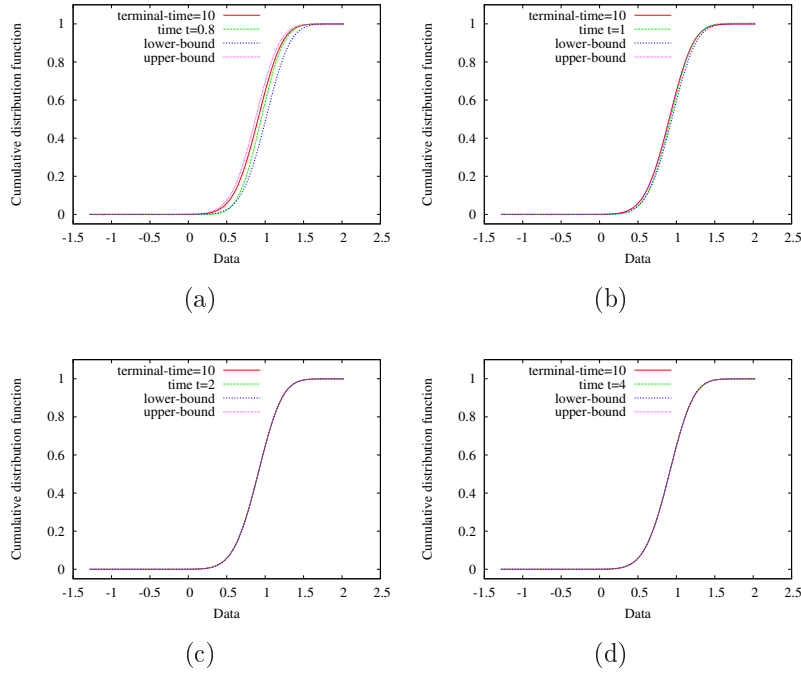 terminal-time=10
time t=0.8
lower-bound
upper-bound
Cumulative distribution function
1
0.8
0.6
0.4
0.2
0
-1.5 -1 -0.5 0 0.5 1 1.5 2 2.5
Data
(a)
terminal-time=10
time t=1
lower-bound
upper-bound
Cumulative distribution function
1
0.8
0.6
0.4
0.2
0
-1.5 -1 -0.5 0 0.5 1 1.5 2 2.5
Data
(b)
terminal-time=10
time t=2
lower-bound
upper-bound
Cumulative distribution function
1
0.8
0.6
0.4
0.2
0
-1.5 -1 -0.5 0 0.5 1 1.5 2 2.5
Data
(c)
terminal-time=10
time t=4
lower-bound
upper-bound
Cumulative distribution function
1
0.8
0.6
0.4
0.2
0
-1.5 -1 -0.5 0 0.5 1 1.5 2 2.5
Data
(d)